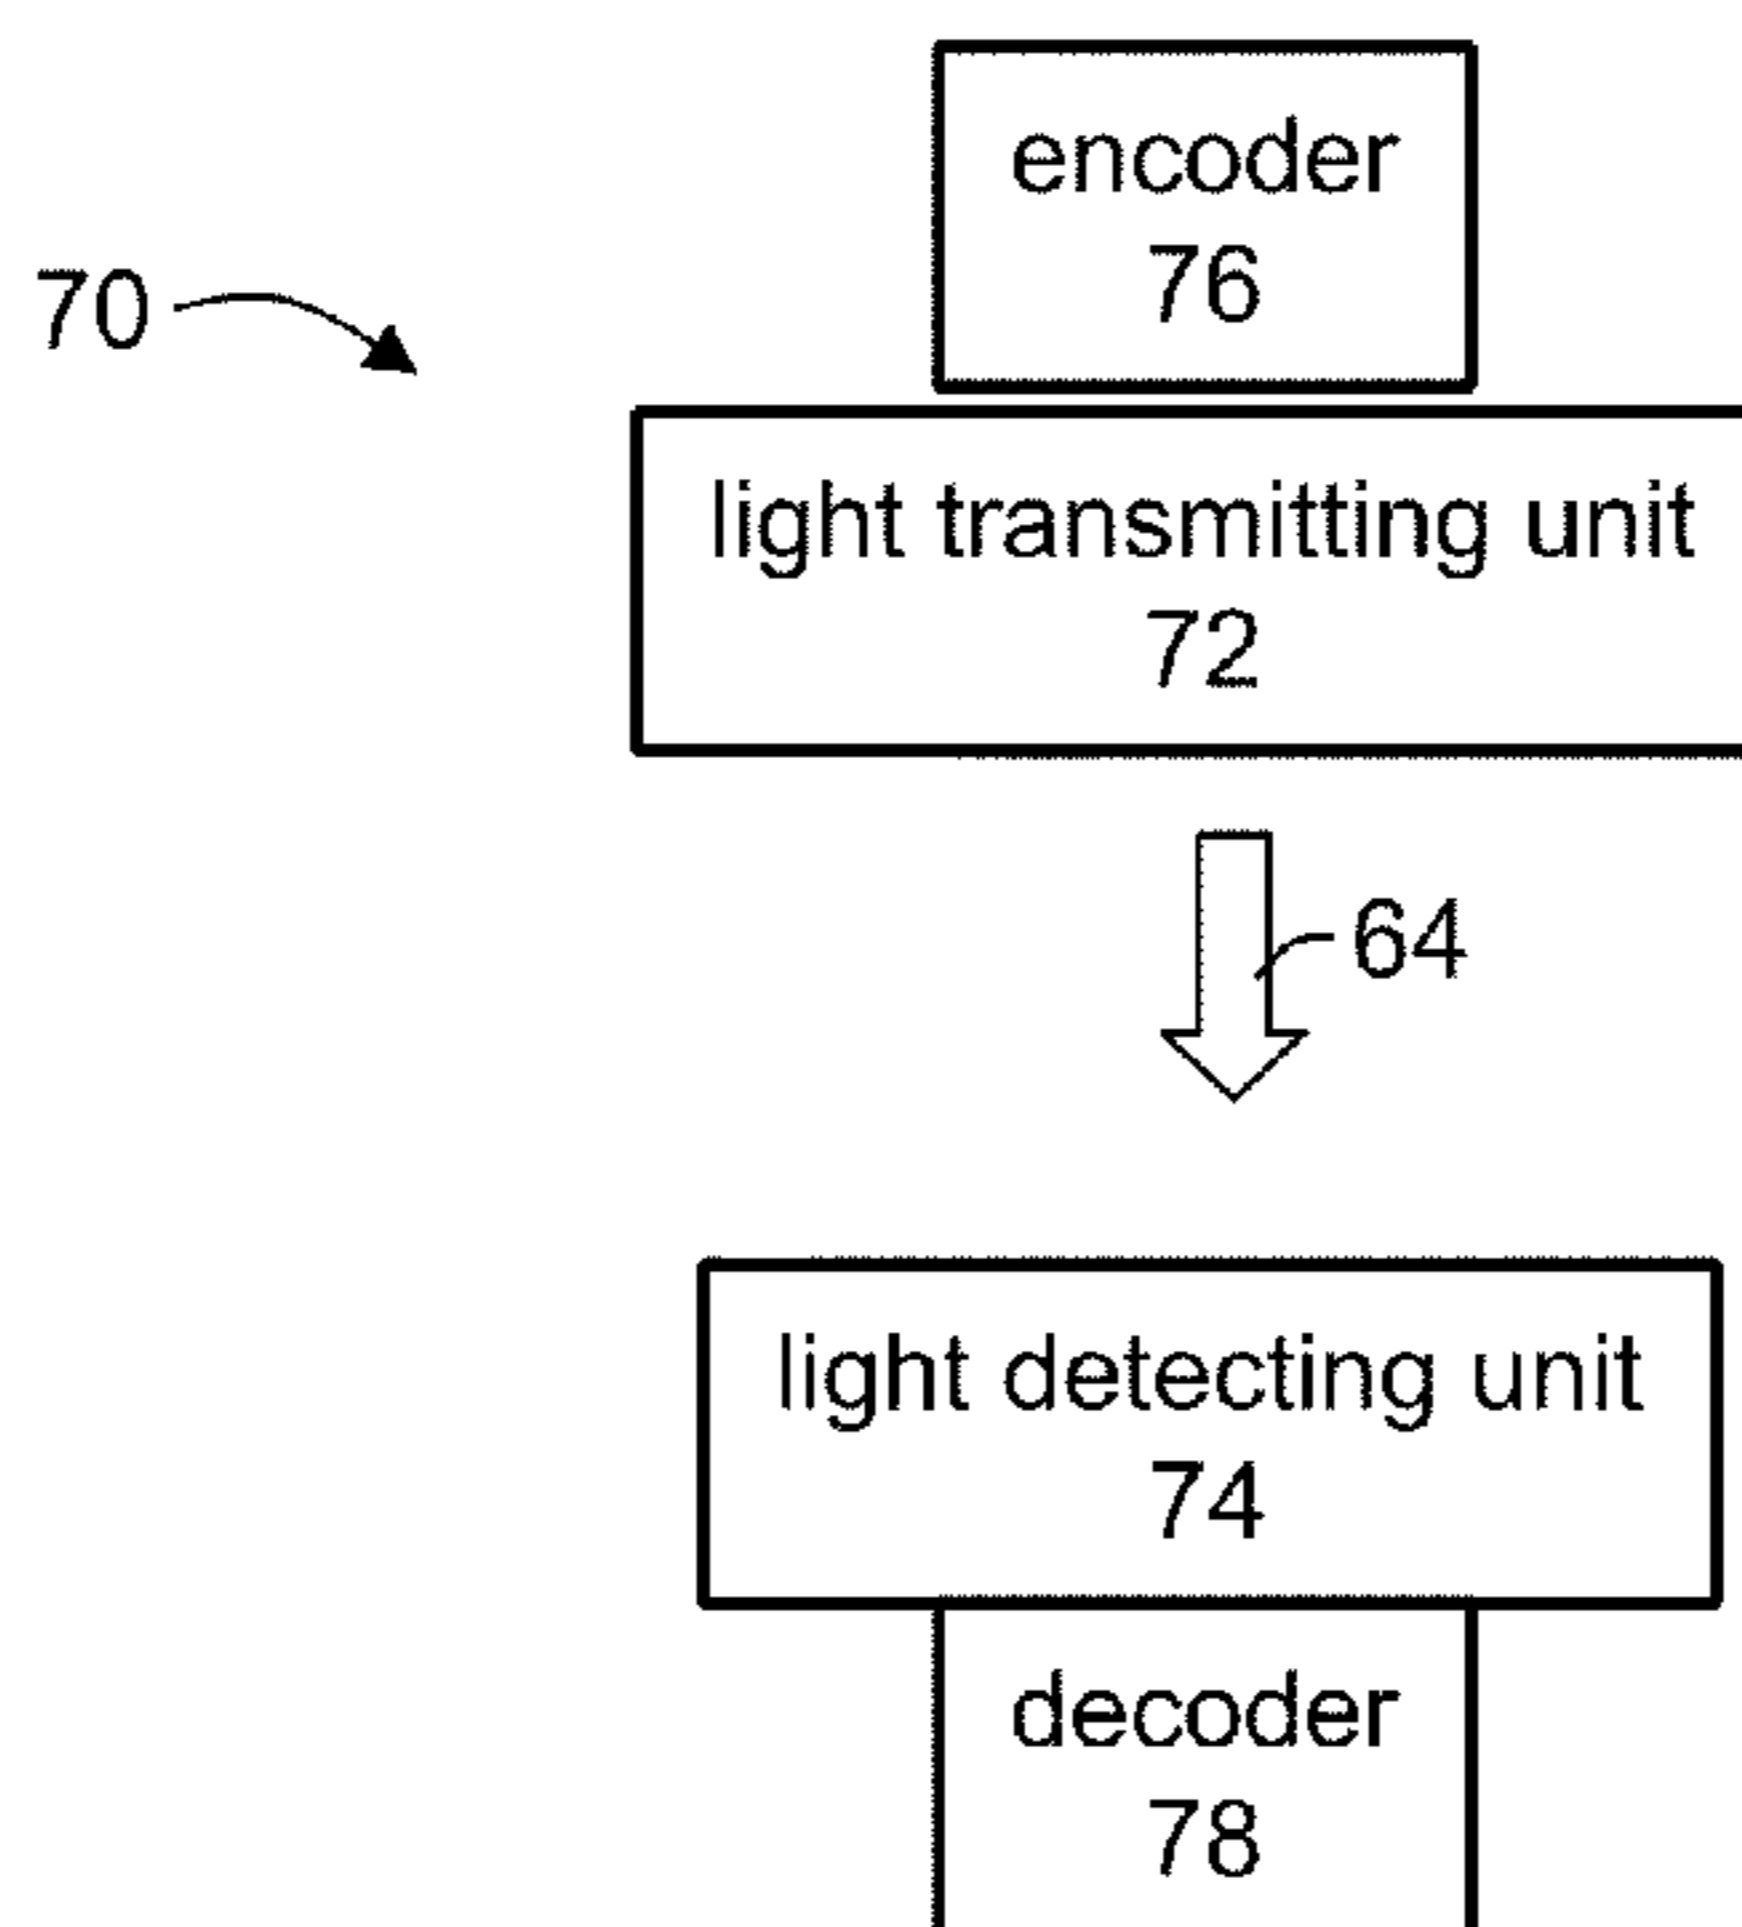 encoder
76
70
light transmitting unit
72
64
light detecting unit
74
decoder
78